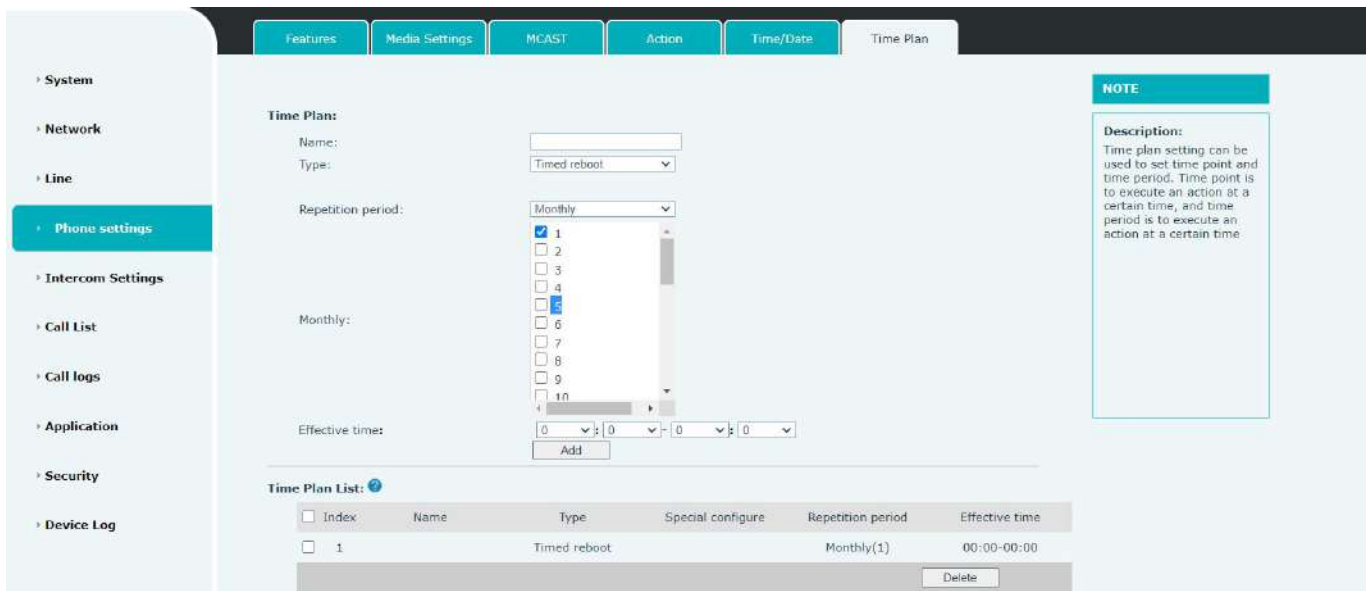 Features Media Settings MCAST Action Time/Date Time Plan
System
Network
Line
Phone settings
Intercom Settings
Call List
Call logs
Application
Security
Device Log
Time Plan:
Name:
Type: Timed reboot
Repetition period: Monthly
Monthly:
1
2
3
4
5
6
7
8
9
10
Effective time: 0 : 0 - 0 : 0
Add
Time Plan List:
Index Name Type Special configure Repetition period Effective time
1 Timed reboot Monthly(1) 00:00-00:00
Delete
NOTE
Description:
Time plan setting can be
used to set time point and
time period. Time point is
to execute an action at a
certain time, and time
period is to execute an
action at a certain time